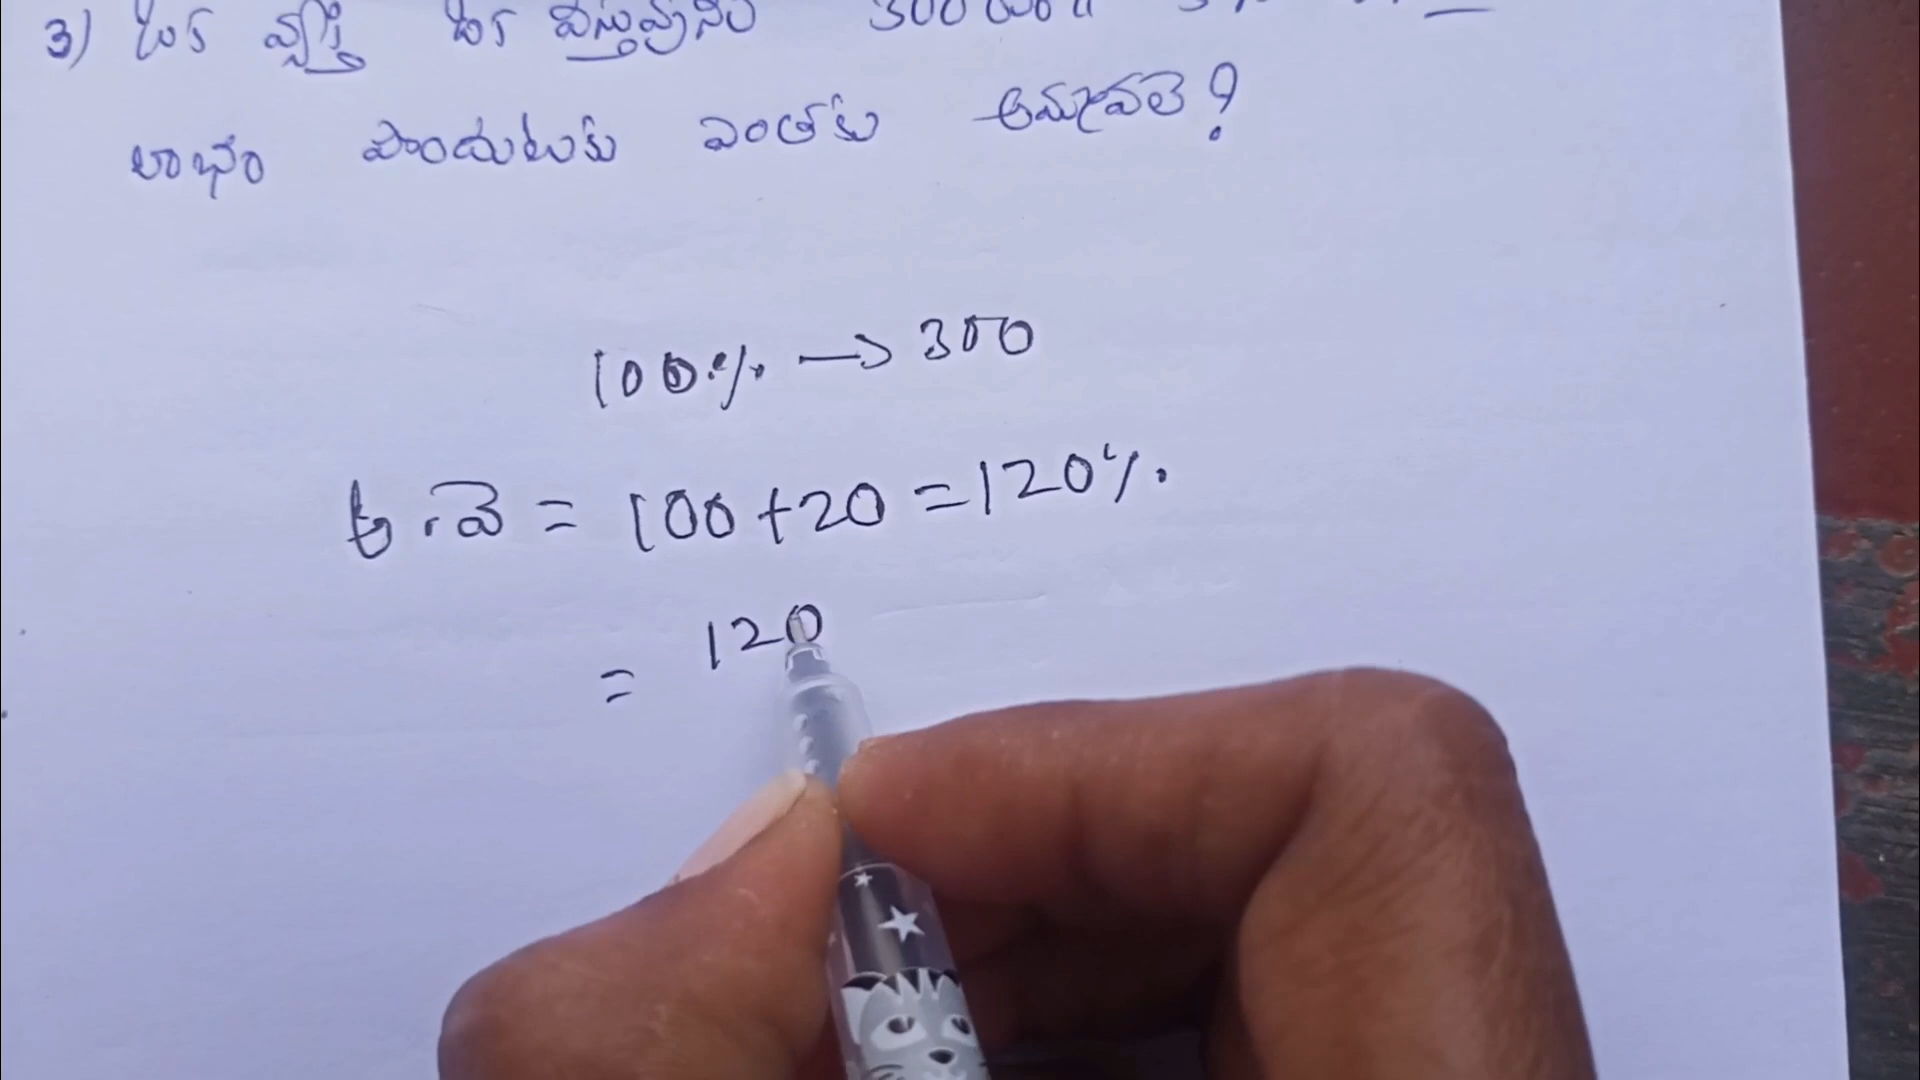 3) ఒక వ్యక్తి ఒక వస్తువును 300
లాభం పొందుటకు ఎంతకు అమ్మవలె?
100% → 300
అ.వె = 100+20 = 120%
= 120